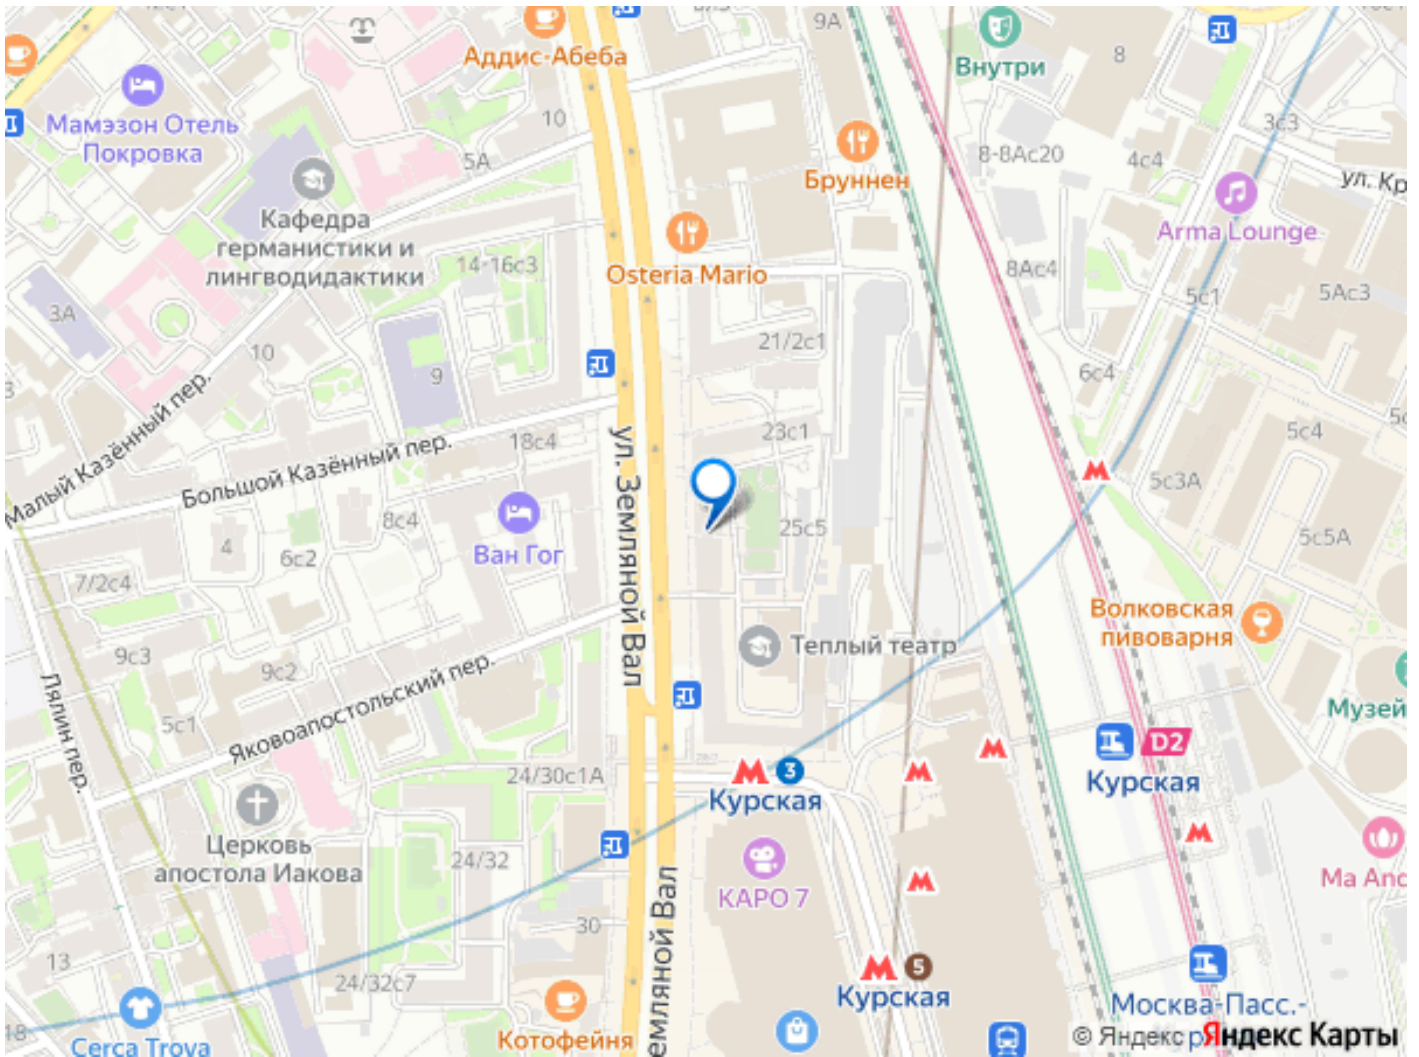 9А
Аддис-Абеба
Внутри
8
Мамэзон Отель
Покровка
10
5А
3с3
8-8Ас20
4с4
Бруннен
ул. Кр
Кафедра
германистики и
лингводидактики
14-16с3
Osteria Mario
Arma Lounge
8Ас4
5с1
5Ас3
3А
10
21/2с1
9
6с4
3
Малый Казённый пер.
Большой Казённый пер.
18с4
23с1
5с4
ул. Земляной Вал
8с4
Ван Гог
25с5
5с3А
5с5А
4
6с2
7/2с4
Волковская
пивоварня
Теплый театр
9с3
9с2
Лялин пер.
5с1
Яковоапостольский пер.
Музей
D2
Курская
24/30с1А
3
Курская
Церковь
апостола Иакова
24/32
КАРО 7
Ma Anc
30
емляной Вал
13
24/32с7
5
Курская
Москва-Пасс.-
18
Cerca Trova
Котофейня
© Яндекс
Яндекс Карты